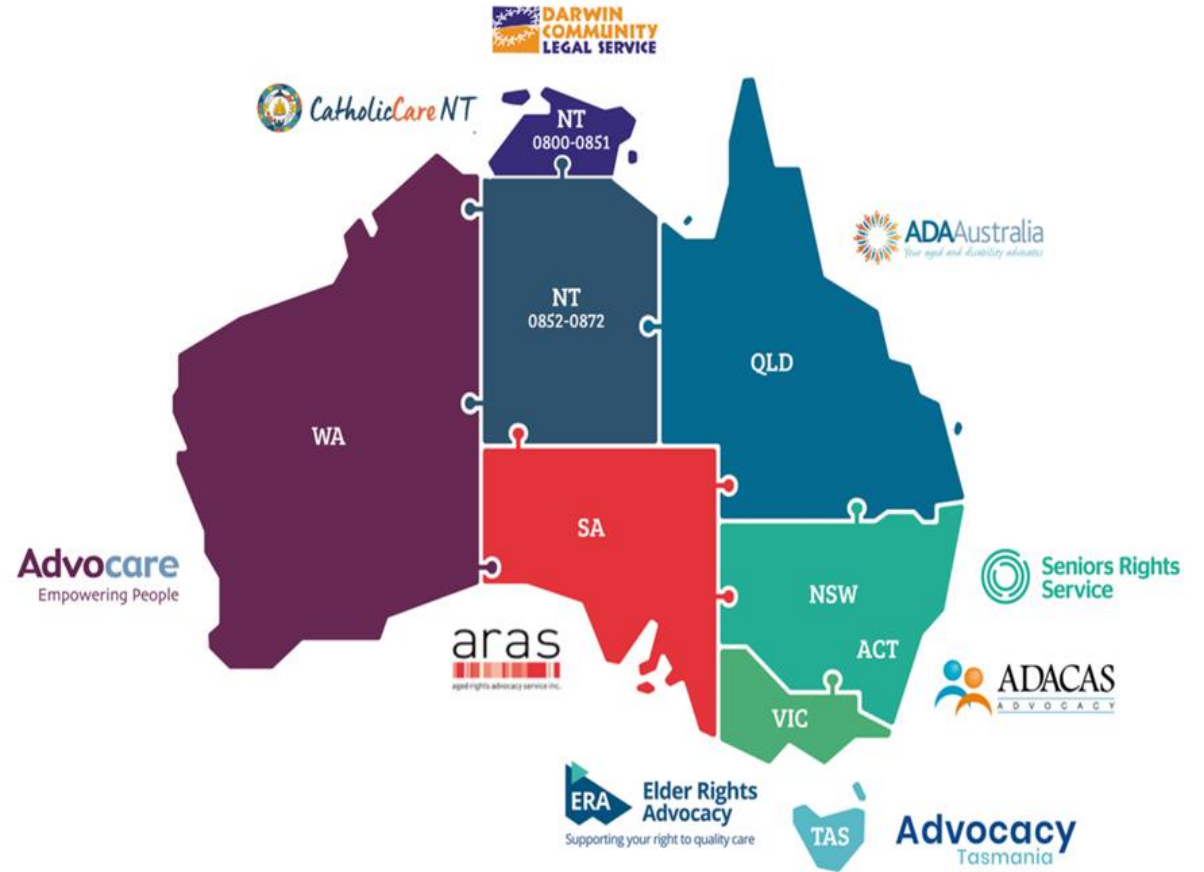 DARWIN
COMMUNITY
LEGAL SERVICE
CatholicCare NT
NT
0800-0851
ADAAustralia
Your aged and disability advocates
NT
0852-0872
QLD
WA
SA
Advocare
Empowering People
Seniors Rights
Service
NSW
aras
aged rights advocacy service inc.
ACT
ADACAS
ADVOCACY
VIC
ERA
Elder Rights
Advocacy
Supporting your right to quality care
TAS
Advocacy
Tasmania